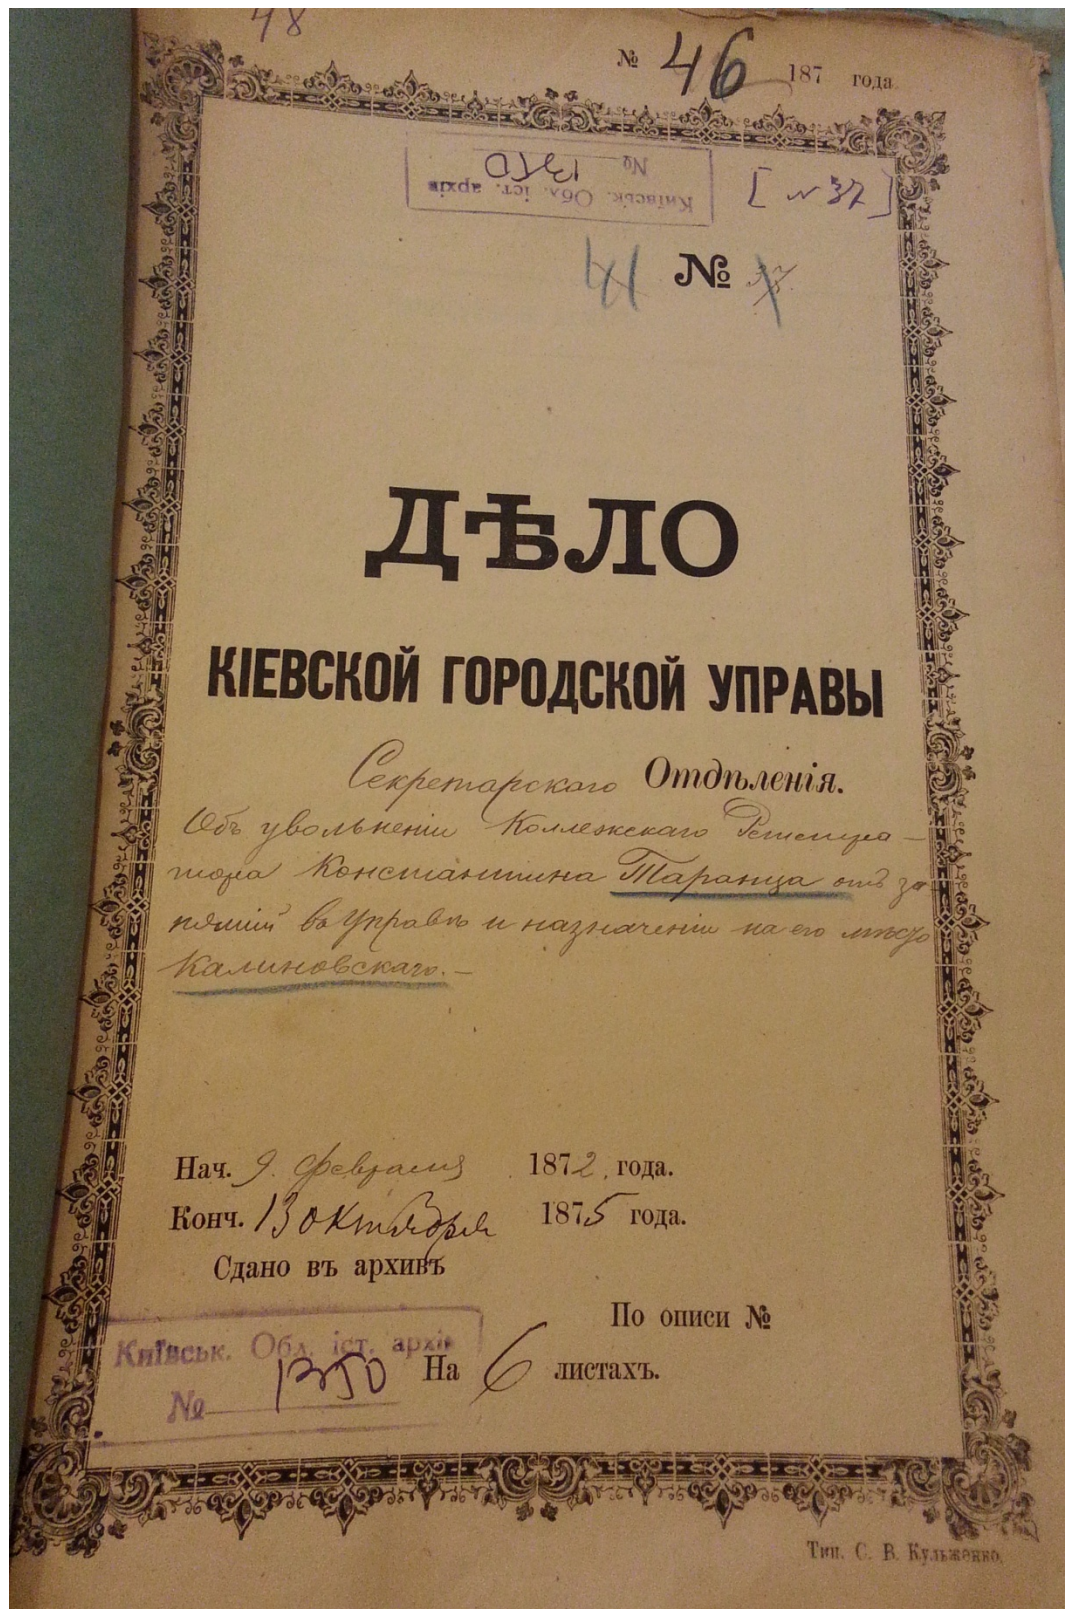 48
№ 46 187 года
Київськ. Обл. іст. архів
№ 1350
[ № 37 ]
41 № 37.
ДѢЛО
КІЕВСКОЙ ГОРОДСКОЙ УПРАВЫ
Секретарскаго Отдѣленія.
Объ увольненіи Коллежскаго Регистра-
тора Константина Таранца отъ за-
нятій въ Управѣ и назначеніи на его мѣсто
Калиновскаго. —
Нач. 9. февраля 1872. года.
Конч. 13 октября 1875 года.
Сдано въ архивъ
По описи №
Київськ. Обл. іст. архів
№ 1350
На 6 листахъ.
Тип. С. В. Кульженко.